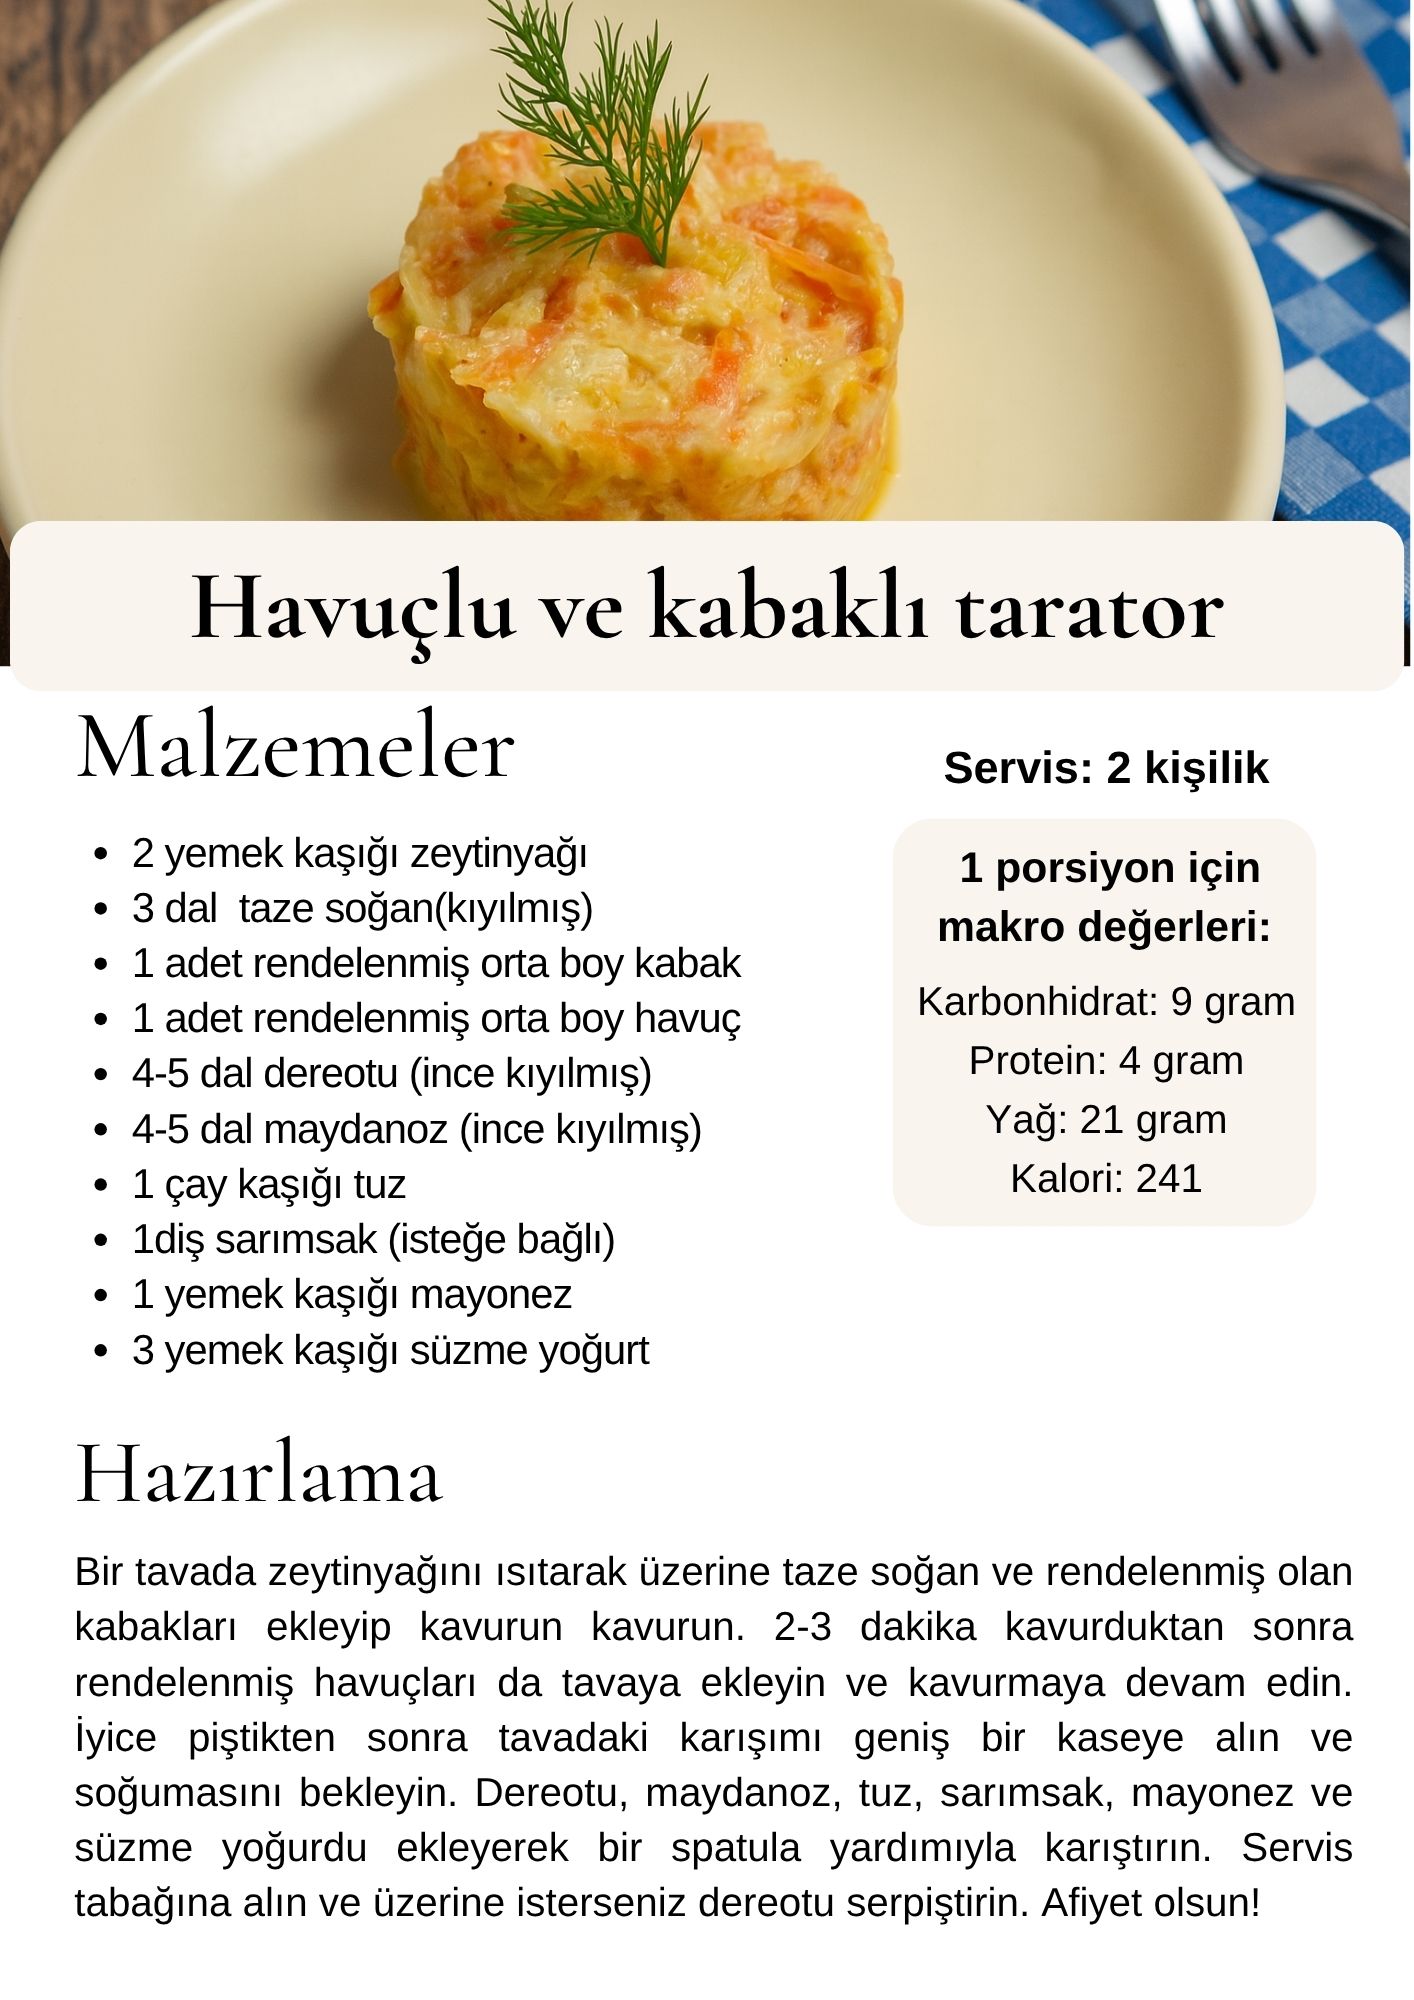 Havuçlu ve kabaklı tarator
Malzemeler
2 yemek kaşığı zeytinyağı
3 dal  taze soğan(kıyılmış)
1 adet rendelenmiş orta boy kabak
1 adet rendelenmiş orta boy havuç
4-5 dal dereotu (ince kıyılmış)
4-5 dal maydanoz (ince kıyılmış)
1 çay kaşığı tuz
1diş sarımsak (isteğe bağlı)
1 yemek kaşığı mayonez
3 yemek kaşığı süzme yoğurt
Servis: 2 kişilik
1 porsiyon için
makro değerleri:
Karbonhidrat: 9 gram
Protein: 4 gram
Yağ: 21 gram
Kalori: 241
Hazırlama
Bir tavada zeytinyağını ısıtarak üzerine taze soğan ve rendelenmiş olan
kabakları ekleyip kavurun kavurun. 2-3 dakika kavurduktan sonra
rendelenmiş havuçları da tavaya ekleyin ve kavurmaya devam edin.
İyice piştikten sonra tavadaki karışımı geniş bir kaseye alın ve
soğumasını bekleyin. Dereotu, maydanoz, tuz, sarımsak, mayonez ve
süzme yoğurdu ekleyerek bir spatula yardımıyla karıştırın. Servis
tabağına alın ve üzerine isterseniz dereotu serpiştirin. Afiyet olsun!